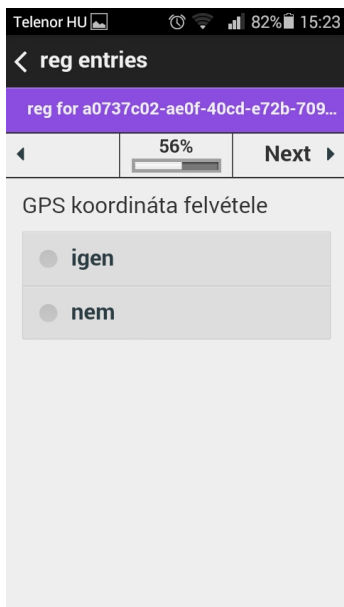 Telenor HU 82% 15:23
reg entries
reg for a0737c02-ae0f-40cd-e72b-709...
56% Next
GPS koordináta felvétele
igen
nem